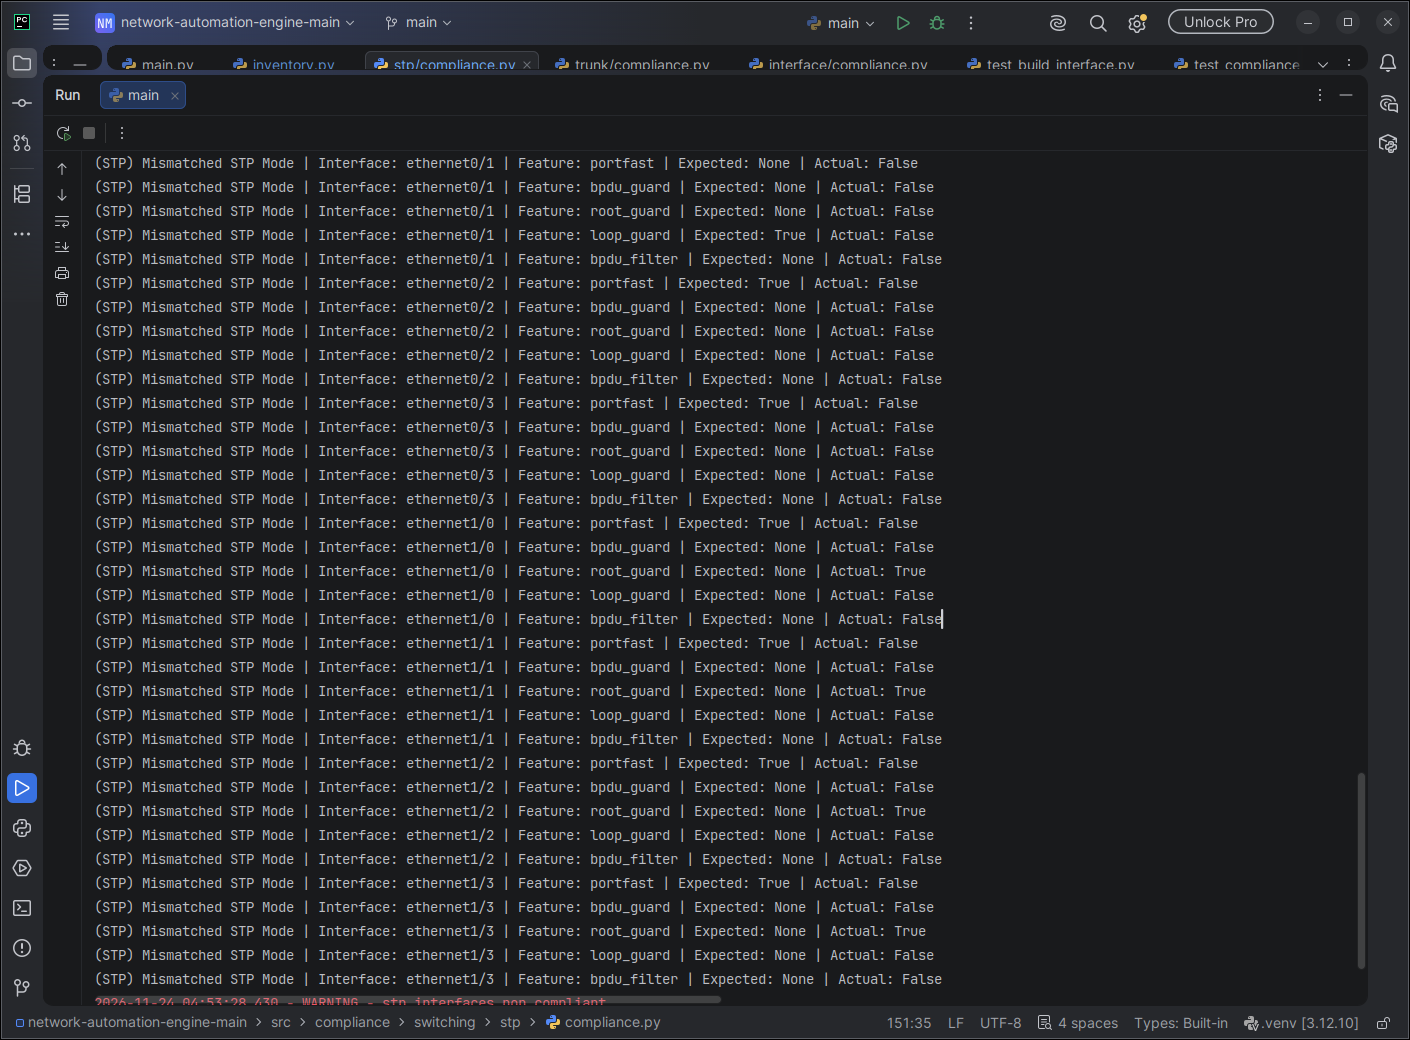 PC
NM network-automation-engine-main
main
main
Unlock Pro
main.py
inventory.py
stp/compliance.py
trunk/compliance.py
interface/compliance.py
test_build_interface.py
test_compliance
Run
main
(STP) Mismatched STP Mode | Interface: ethernet0/1 | Feature: portfast | Expected: None | Actual: False
(STP) Mismatched STP Mode | Interface: ethernet0/1 | Feature: bpdu_guard | Expected: None | Actual: False
(STP) Mismatched STP Mode | Interface: ethernet0/1 | Feature: root_guard | Expected: None | Actual: False
(STP) Mismatched STP Mode | Interface: ethernet0/1 | Feature: loop_guard | Expected: True | Actual: False
(STP) Mismatched STP Mode | Interface: ethernet0/1 | Feature: bpdu_filter | Expected: None | Actual: False
(STP) Mismatched STP Mode | Interface: ethernet0/2 | Feature: portfast | Expected: True | Actual: False
(STP) Mismatched STP Mode | Interface: ethernet0/2 | Feature: bpdu_guard | Expected: None | Actual: False
(STP) Mismatched STP Mode | Interface: ethernet0/2 | Feature: root_guard | Expected: None | Actual: False
(STP) Mismatched STP Mode | Interface: ethernet0/2 | Feature: loop_guard | Expected: None | Actual: False
(STP) Mismatched STP Mode | Interface: ethernet0/2 | Feature: bpdu_filter | Expected: None | Actual: False
(STP) Mismatched STP Mode | Interface: ethernet0/3 | Feature: portfast | Expected: True | Actual: False
(STP) Mismatched STP Mode | Interface: ethernet0/3 | Feature: bpdu_guard | Expected: None | Actual: False
(STP) Mismatched STP Mode | Interface: ethernet0/3 | Feature: root_guard | Expected: None | Actual: False
(STP) Mismatched STP Mode | Interface: ethernet0/3 | Feature: loop_guard | Expected: None | Actual: False
(STP) Mismatched STP Mode | Interface: ethernet0/3 | Feature: bpdu_filter | Expected: None | Actual: False
(STP) Mismatched STP Mode | Interface: ethernet1/0 | Feature: portfast | Expected: True | Actual: False
(STP) Mismatched STP Mode | Interface: ethernet1/0 | Feature: bpdu_guard | Expected: None | Actual: False
(STP) Mismatched STP Mode | Interface: ethernet1/0 | Feature: root_guard | Expected: None | Actual: True
(STP) Mismatched STP Mode | Interface: ethernet1/0 | Feature: loop_guard | Expected: None | Actual: False
(STP) Mismatched STP Mode | Interface: ethernet1/0 | Feature: bpdu_filter | Expected: None | Actual: False
(STP) Mismatched STP Mode | Interface: ethernet1/1 | Feature: portfast | Expected: True | Actual: False
(STP) Mismatched STP Mode | Interface: ethernet1/1 | Feature: bpdu_guard | Expected: None | Actual: False
(STP) Mismatched STP Mode | Interface: ethernet1/1 | Feature: root_guard | Expected: None | Actual: True
(STP) Mismatched STP Mode | Interface: ethernet1/1 | Feature: loop_guard | Expected: None | Actual: False
(STP) Mismatched STP Mode | Interface: ethernet1/1 | Feature: bpdu_filter | Expected: None | Actual: False
(STP) Mismatched STP Mode | Interface: ethernet1/2 | Feature: portfast | Expected: True | Actual: False
(STP) Mismatched STP Mode | Interface: ethernet1/2 | Feature: bpdu_guard | Expected: None | Actual: False
(STP) Mismatched STP Mode | Interface: ethernet1/2 | Feature: root_guard | Expected: None | Actual: True
(STP) Mismatched STP Mode | Interface: ethernet1/2 | Feature: loop_guard | Expected: None | Actual: False
(STP) Mismatched STP Mode | Interface: ethernet1/2 | Feature: bpdu_filter | Expected: None | Actual: False
(STP) Mismatched STP Mode | Interface: ethernet1/3 | Feature: portfast | Expected: True | Actual: False
(STP) Mismatched STP Mode | Interface: ethernet1/3 | Feature: bpdu_guard | Expected: None | Actual: False
(STP) Mismatched STP Mode | Interface: ethernet1/3 | Feature: root_guard | Expected: None | Actual: True
(STP) Mismatched STP Mode | Interface: ethernet1/3 | Feature: loop_guard | Expected: None | Actual: False
(STP) Mismatched STP Mode | Interface: ethernet1/3 | Feature: bpdu_filter | Expected: None | Actual: False
2026-11-24 04:53:28,430 - WARNING - stp interfaces non compliant
network-automation-engine-main > src > compliance > switching > stp > compliance.py
151:35
LF
UTF-8
4 spaces
Types: Built-in
.venv [3.12.10]